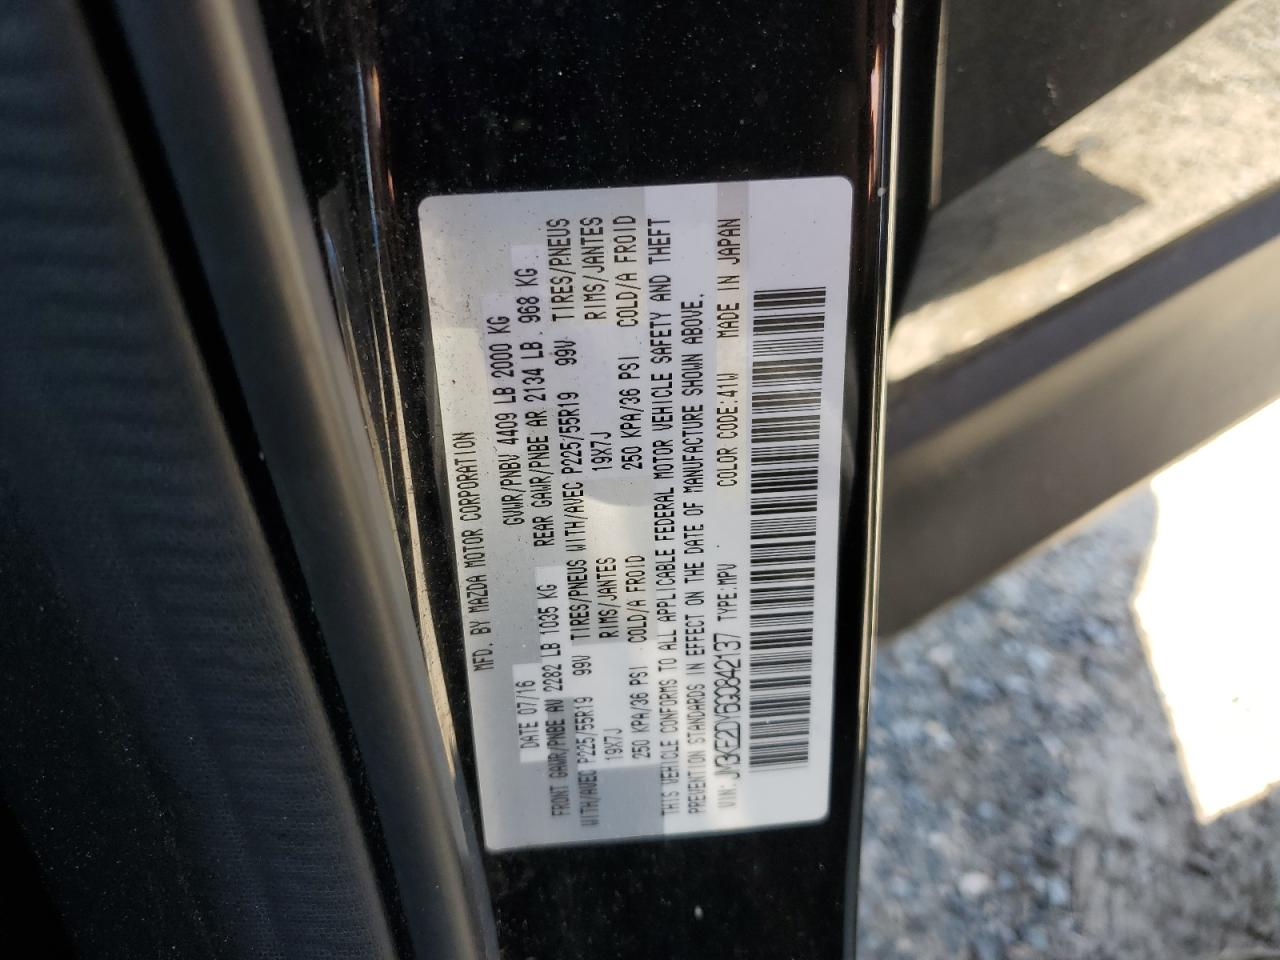 MFD. BY MAZDA MOTOR CORPORATION
DATE 07/16 GVWR/PNBV 4409 LB 2000 KG
FRONT GAWR/PNBE AV 2282 LB 1035 KG REAR GAWR/PNBE AR 2134 LB 968 KG
WITH/AVEC P225/55R19 99V TIRES/PNEUS WITH/AVEC P225/55R19 99V TIRES/PNEUS
19X7J RIMS/JANTES 19X7J RIMS/JANTES
250 KPA/36 PSI COLD/A FROID 250 KPA/36 PSI COLD/A FROID
THIS VEHICLE CONFORMS TO ALL APPLICABLE FEDERAL MOTOR VEHICLE SAFETY AND THEFT
PREVENTION STANDARDS IN EFFECT ON THE DATE OF MANUFACTURE SHOWN ABOVE.
VIN: JM3KE2DY6G0842137 TYPE:MPV COLOR CODE:41W MADE IN JAPAN